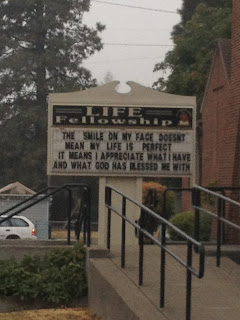 LIFE
Fellowship
THE SMILE ON MY FACE DOESNT
MEAN MY LIFE IS PERFECT
IT MEANS I APPRECIATE WHAT I HAVE
AND WHAT GOD HAS BLESSED ME WITH